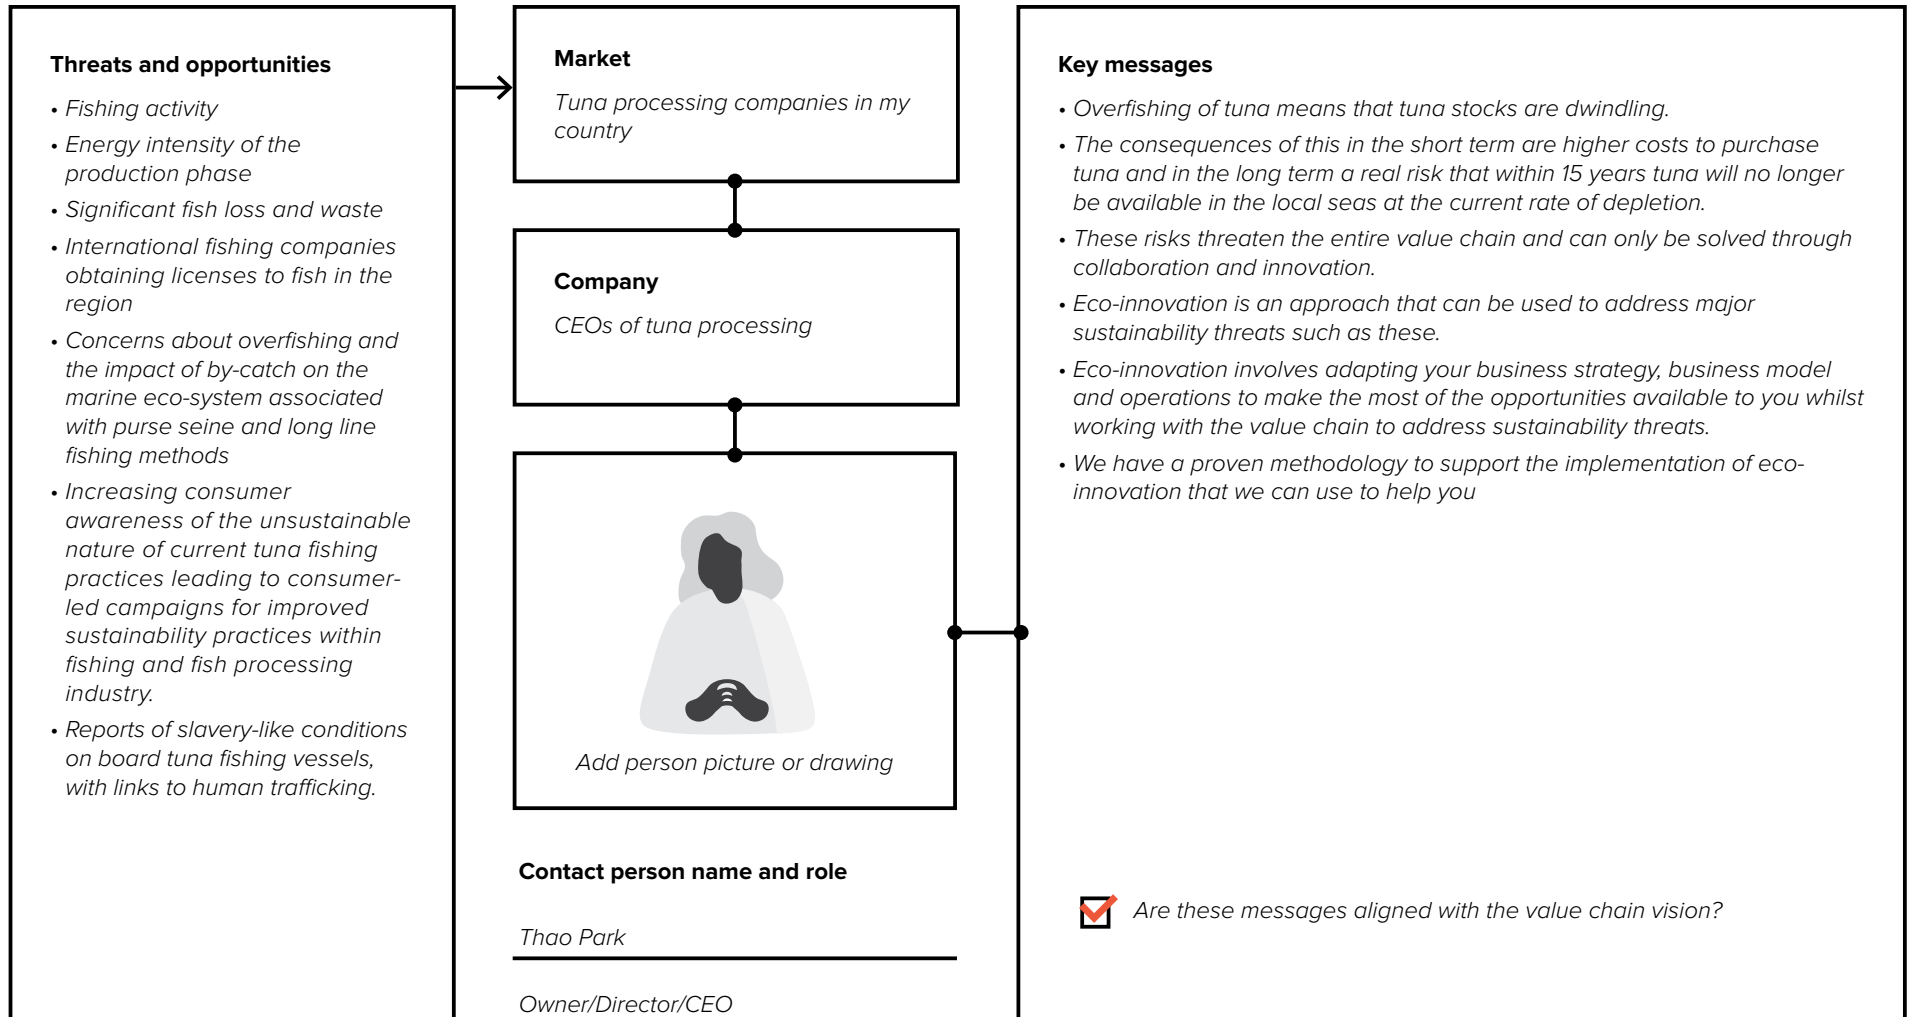 Threats and opportunities
• Fishing activity
• Energy intensity of the
production phase
• Significant fish loss and waste
• International fishing companies
obtaining licenses to fish in the
region
• Concerns about overfishing and
the impact of by-catch on the
marine eco-system associated
with purse seine and long line
fishing methods
• Increasing consumer
awareness of the unsustainable
nature of current tuna fishing
practices leading to consumer-
led campaigns for improved
sustainability practices within
fishing and fish processing
industry.
• Reports of slavery-like conditions
on board tuna fishing vessels,
with links to human trafficking.
Market
Tuna processing companies in my
country
Company
CEOs of tuna processing
Add person picture or drawing
Contact person name and role
Thao Park
Owner/Director/CEO
Key messages
• Overfishing of tuna means that tuna stocks are dwindling.
• The consequences of this in the short term are higher costs to purchase
tuna and in the long term a real risk that within 15 years tuna will no longer
be available in the local seas at the current rate of depletion.
• These risks threaten the entire value chain and can only be solved through
collaboration and innovation.
• Eco-innovation is an approach that can be used to address major
sustainability threats such as these.
• Eco-innovation involves adapting your business strategy, business model
and operations to make the most of the opportunities available to you whilst
working with the value chain to address sustainability threats.
• We have a proven methodology to support the implementation of eco-
innovation that we can use to help you
Are these messages aligned with the value chain vision?